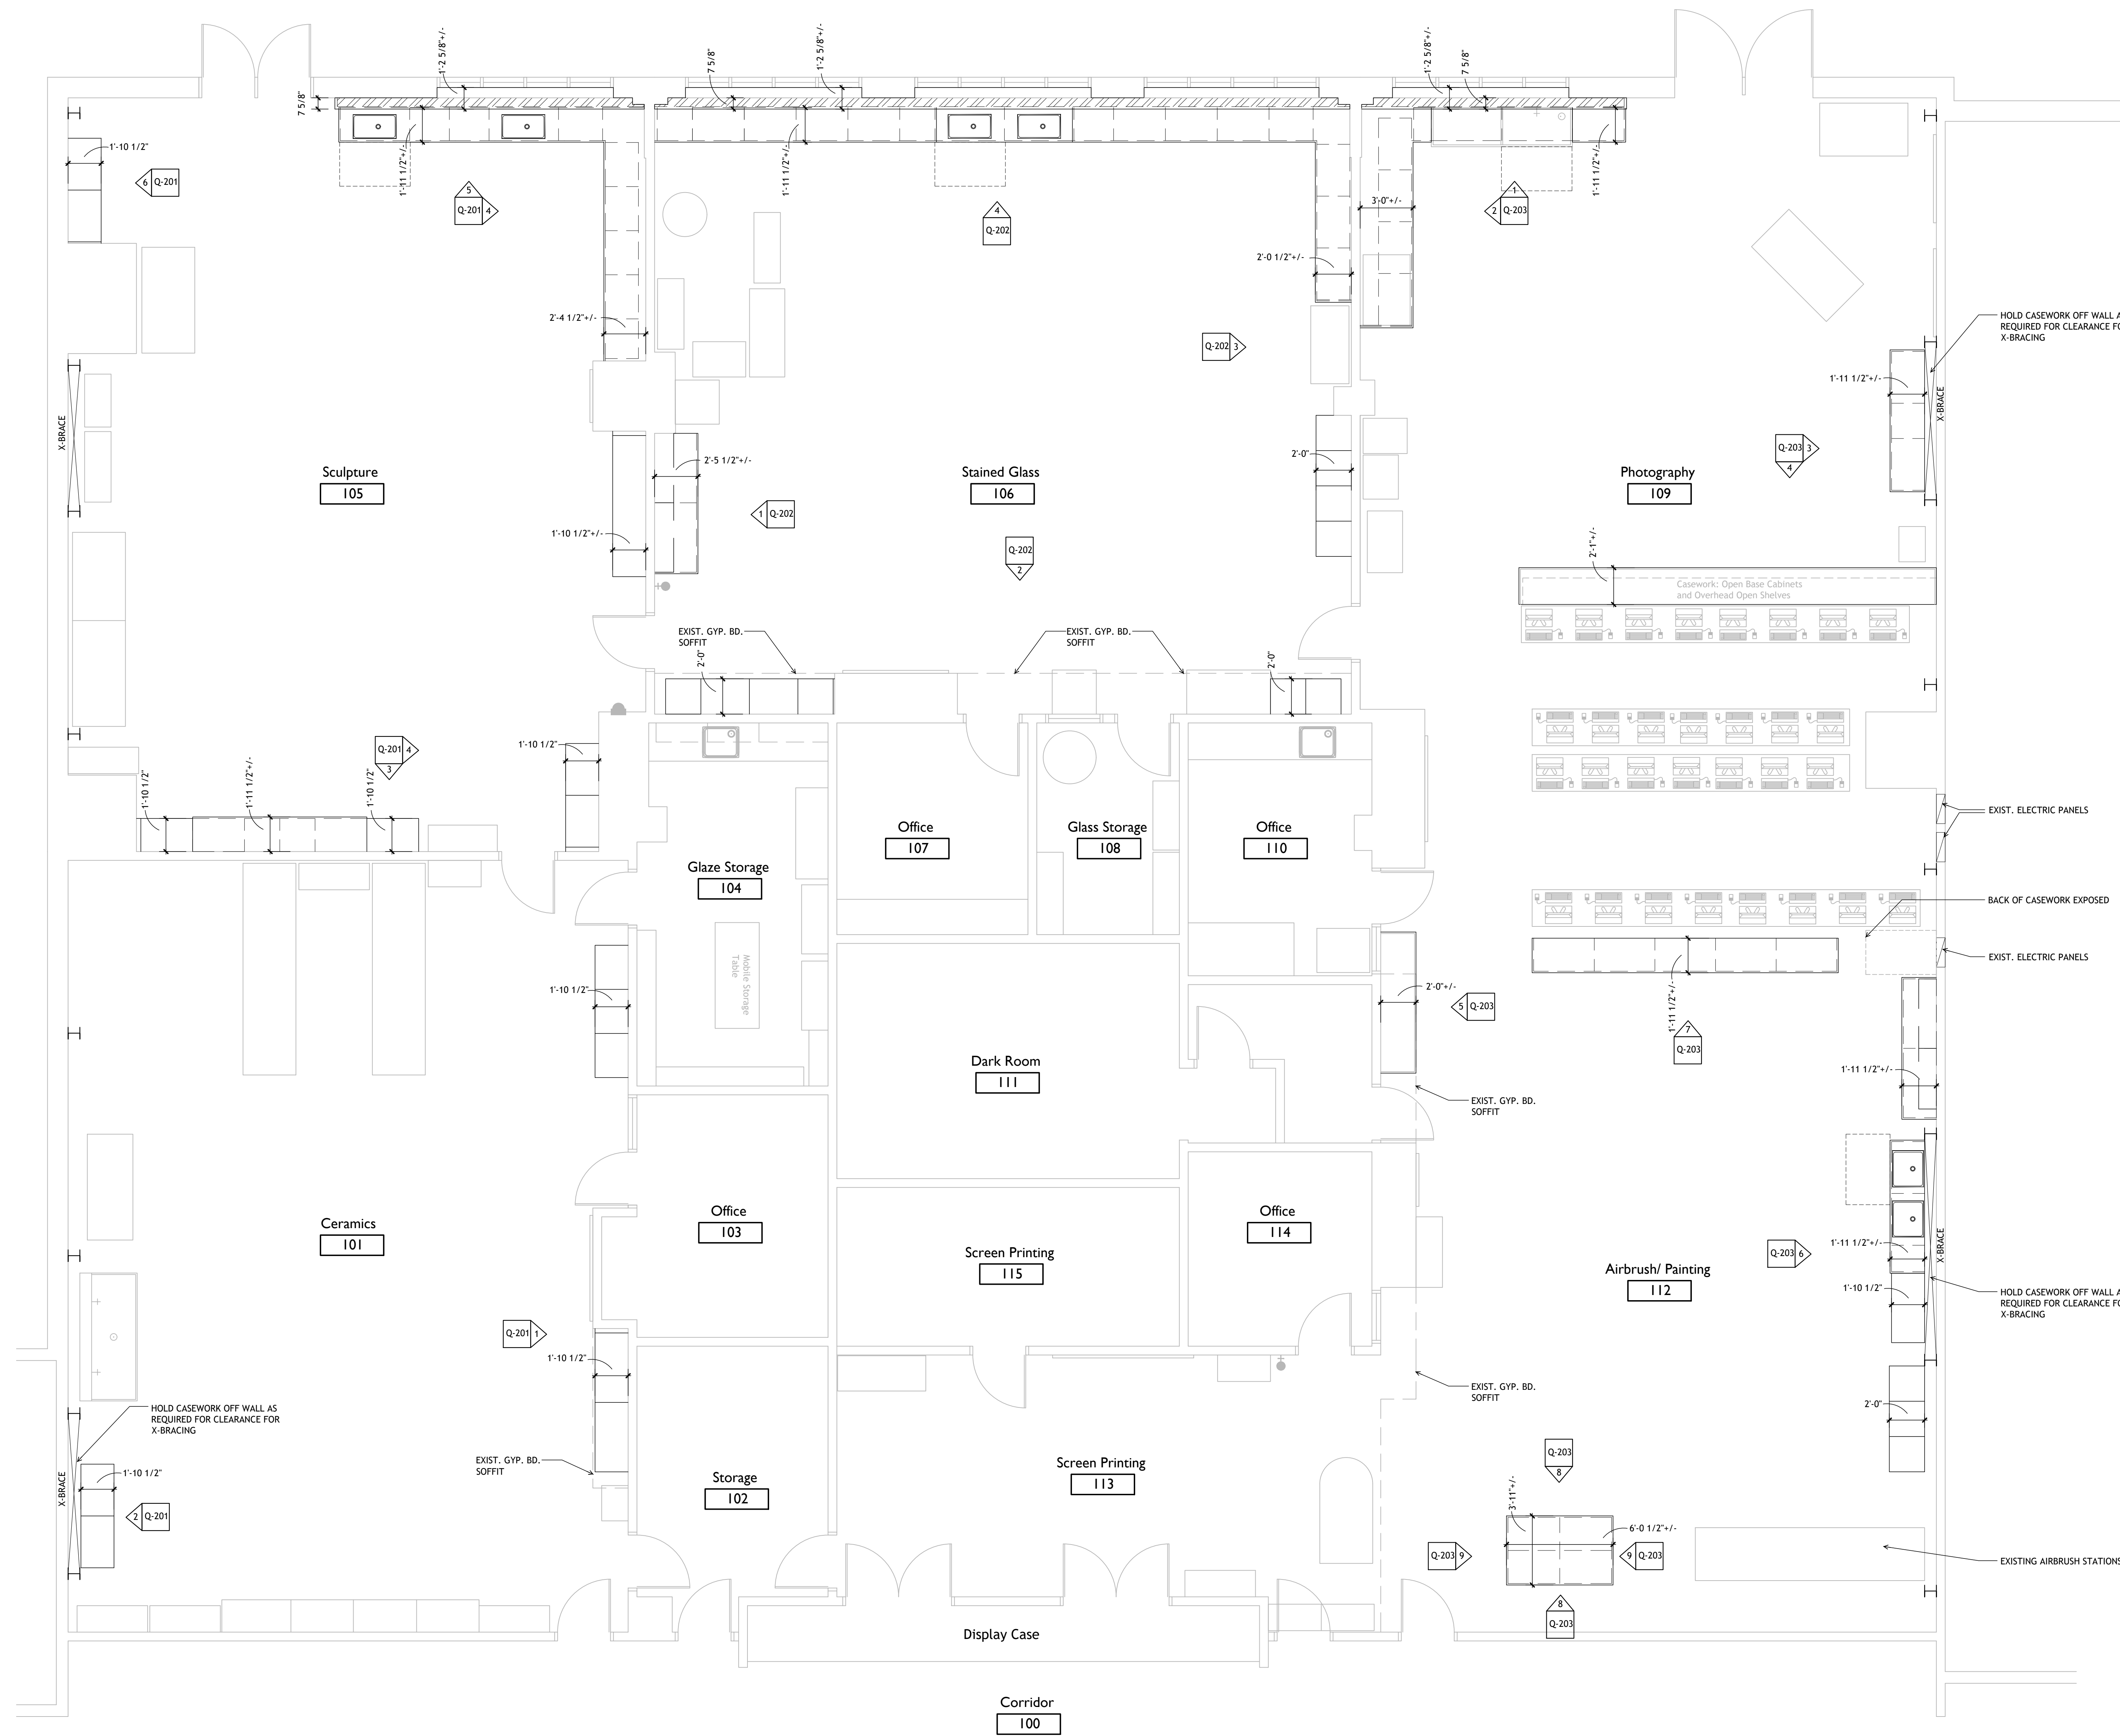 1'-2 5/8"+/-
7 5/8"
1'-2 5/8"+/-
1'-2 5/8"+/-
7 5/8"
7 5/8"
1'-10 1/2"
6 Q-201
1'-11 1/2"+/-
5
Q-201 4
1'-11 1/2"+/-
4
Q-202
3'-0"+/-
1
2 Q-203
1'-11 1/2"+/-
2'-0 1/2"+/-
2'-4 1/2"+/-
Q-202 3
HOLD CASEWORK OFF WALL A
REQUIRED FOR CLEARANCE FO
X-BRACING
1'-11 1/2"+/-
X-BRACE
X-BRACE
Q-203 3
4
2'-5 1/2"+/-
2'-0"
Sculpture
105
Stained Glass
106
Photography
109
1 Q-202
1'-10 1/2"+/-
Q-202
2
2'-1"+/-
Casework: Open Base Cabinets
and Overhead Open Shelves
EXIST. GYP. BD.
SOFFIT
EXIST. GYP. BD.
SOFFIT
2'-0"
2'-0"
Q-201 4
3
1'-10 1/2"
1'-10 1/2"
1'-11 1/2"+/-
1'-10 1/2"
EXIST. ELECTRIC PANELS
Office
107
Glass Storage
108
Office
110
Glaze Storage
104
BACK OF CASEWORK EXPOSED
EXIST. ELECTRIC PANELS
Mobile Storage
Table
1'-10 1/2"
2'-0"+/-
5 Q-203
1'-11 1/2"+/-
7
Q-203
Dark Room
111
1'-11 1/2"+/-
EXIST. GYP. BD.
SOFFIT
Ceramics
101
Office
103
Office
114
Screen Printing
115
Q-203 6
1'-11 1/2"+/-
X-BRACE
Airbrush/ Painting
112
1'-10 1/2"
HOLD CASEWORK OFF WALL A
REQUIRED FOR CLEARANCE FO
X-BRACING
Q-201 1
1'-10 1/2"
EXIST. GYP. BD.
SOFFIT
HOLD CASEWORK OFF WALL AS
REQUIRED FOR CLEARANCE FOR
X-BRACING
2'-0"
EXIST. GYP. BD.
SOFFIT
Q-203
8
Screen Printing
113
X-BRACE
1'-10 1/2"
2 Q-201
Storage
102
3'-11"+/-
6'-0 1/2"+/-
Q-203 9
9 Q-203
EXISTING AIRBRUSH STATIONS
8
Q-203
Display Case
Corridor
100